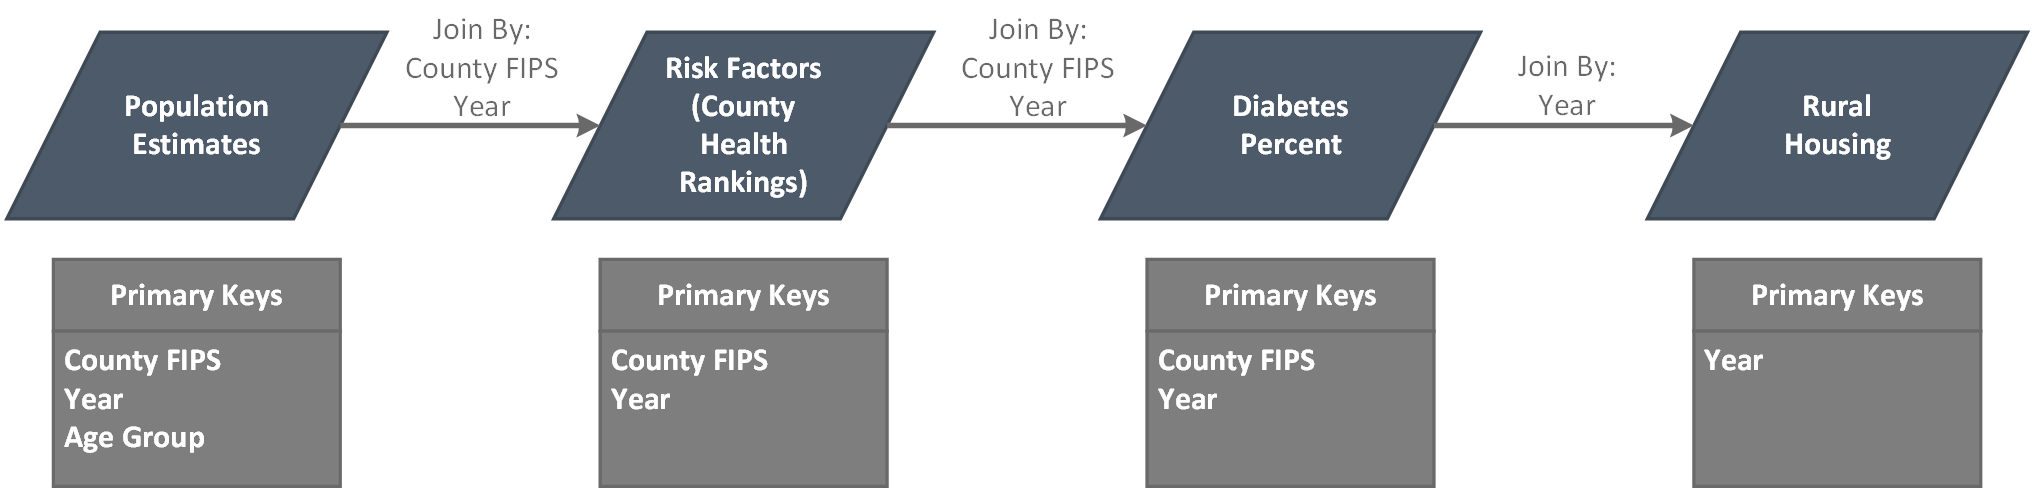 Population
Estimates
Join By:
County FIPS
Year
Risk Factors
(County
Health
Rankings)
Join By:
County FIPS
Year
Diabetes
Percent
Join By:
Year
Rural
Housing
Primary Keys
County FIPS
Year
Age Group
Primary Keys
County FIPS
Year
Primary Keys
County FIPS
Year
Primary Keys
Year